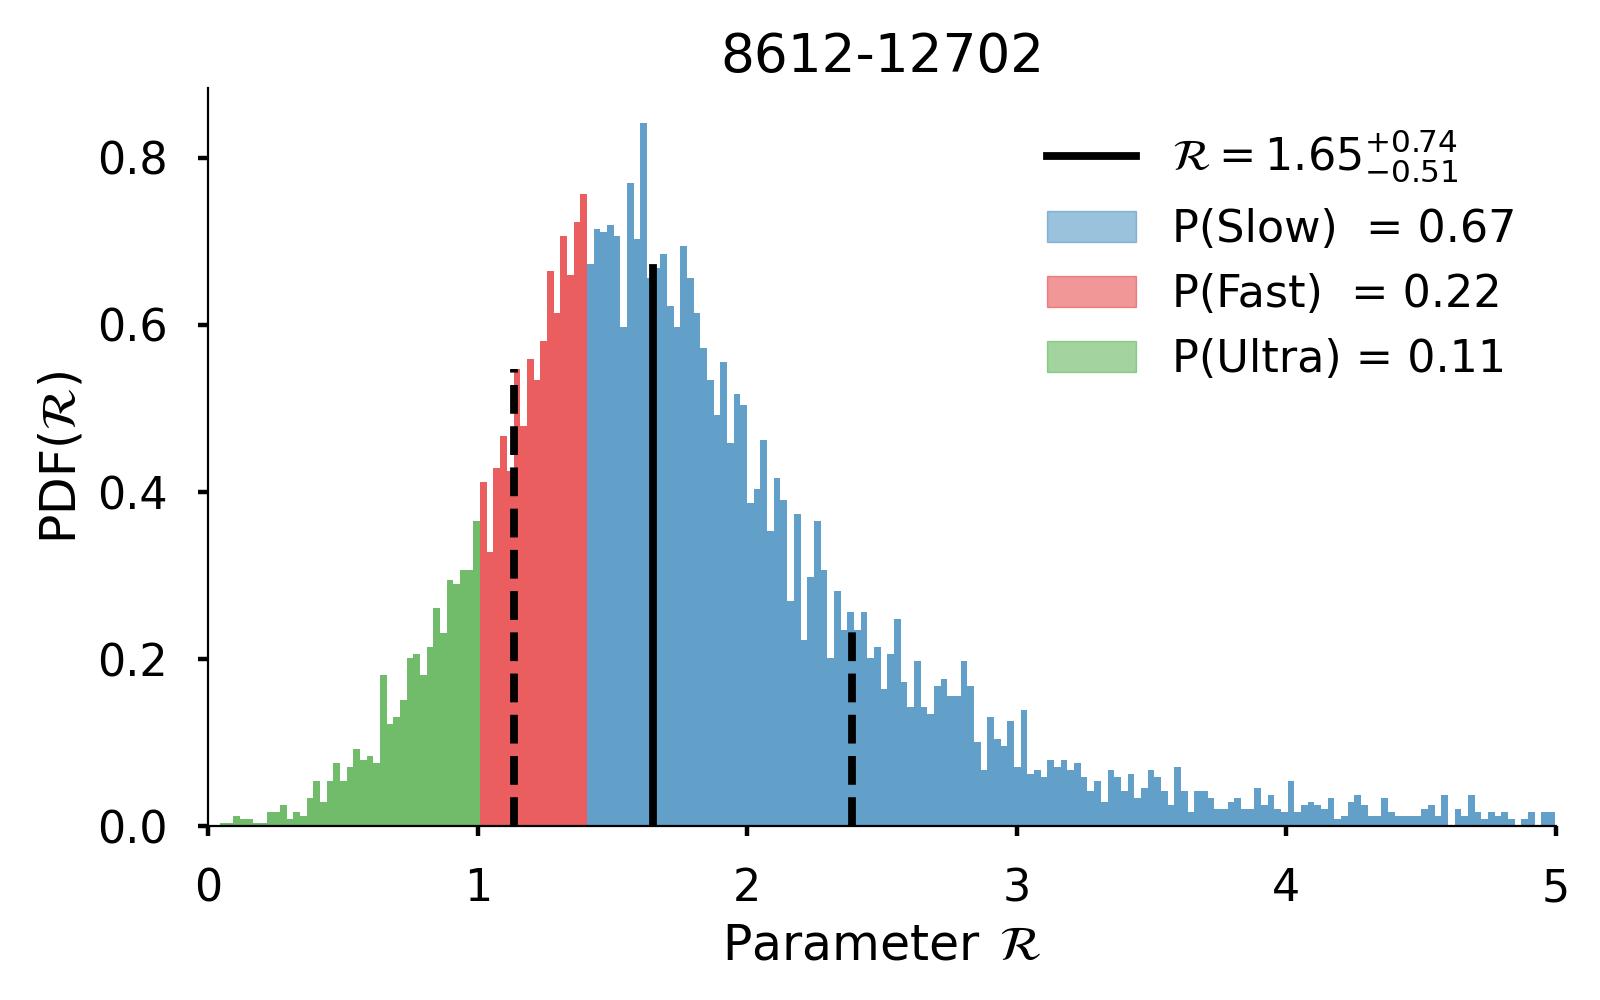 8612-12702
ℛ = 1.65 +0.74 −0.51
P(Slow) = 0.67
P(Fast) = 0.22
P(Ultra) = 0.11
PDF(ℛ)
0.8
0.6
0.4
0.2
0.0
0 1 2 3 4 5
Parameter ℛ